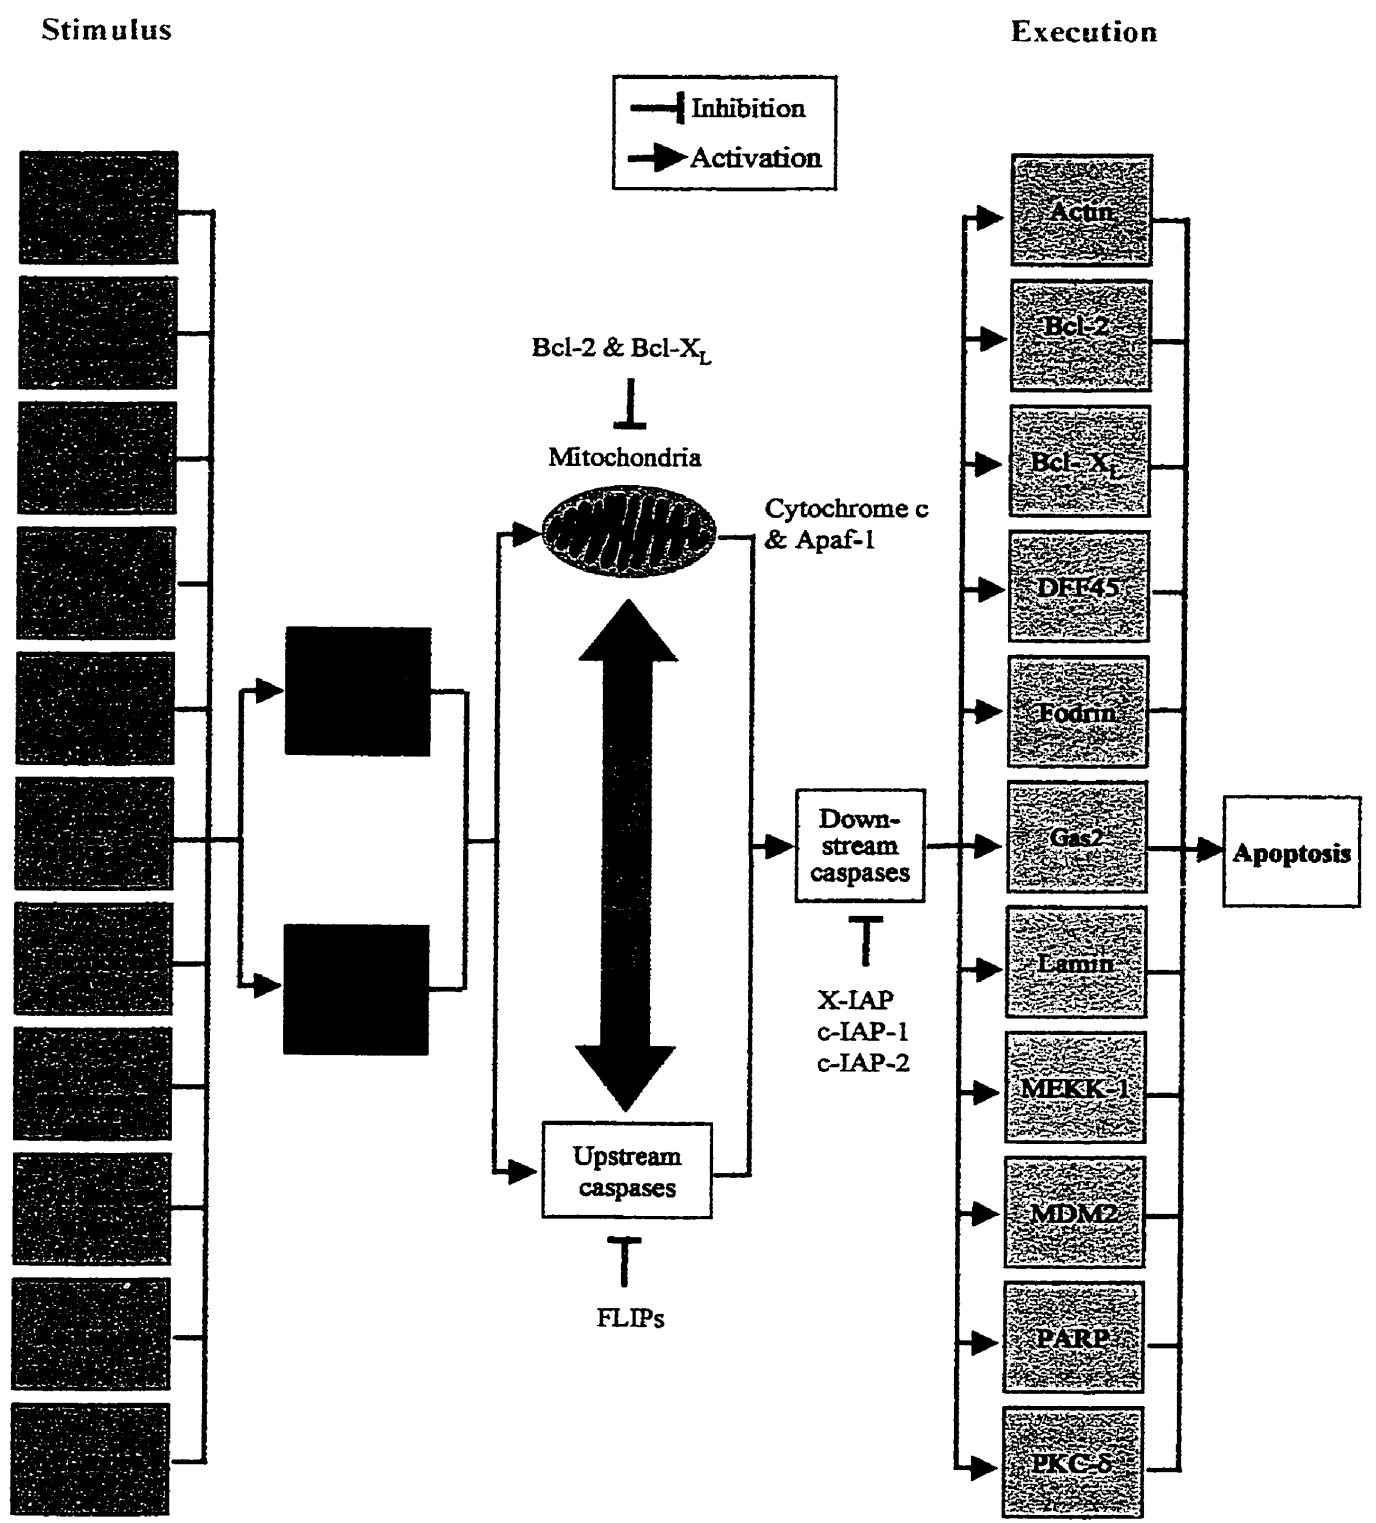 Stimulus
Execution
Inhibition
Activation
Bcl-2 & Bcl-XL
Mitochondria
Cytochrome c
& Apaf-1
Down-
stream
caspases
X-IAP
c-IAP-1
c-IAP-2
Upstream
caspases
FLIPs
Actin
Bcl-2
Bcl- XL
DFF45
Fodrin
Gas2
Lamin
MEKK-1
MDM2
PARP
PKC-δ
Apoptosis